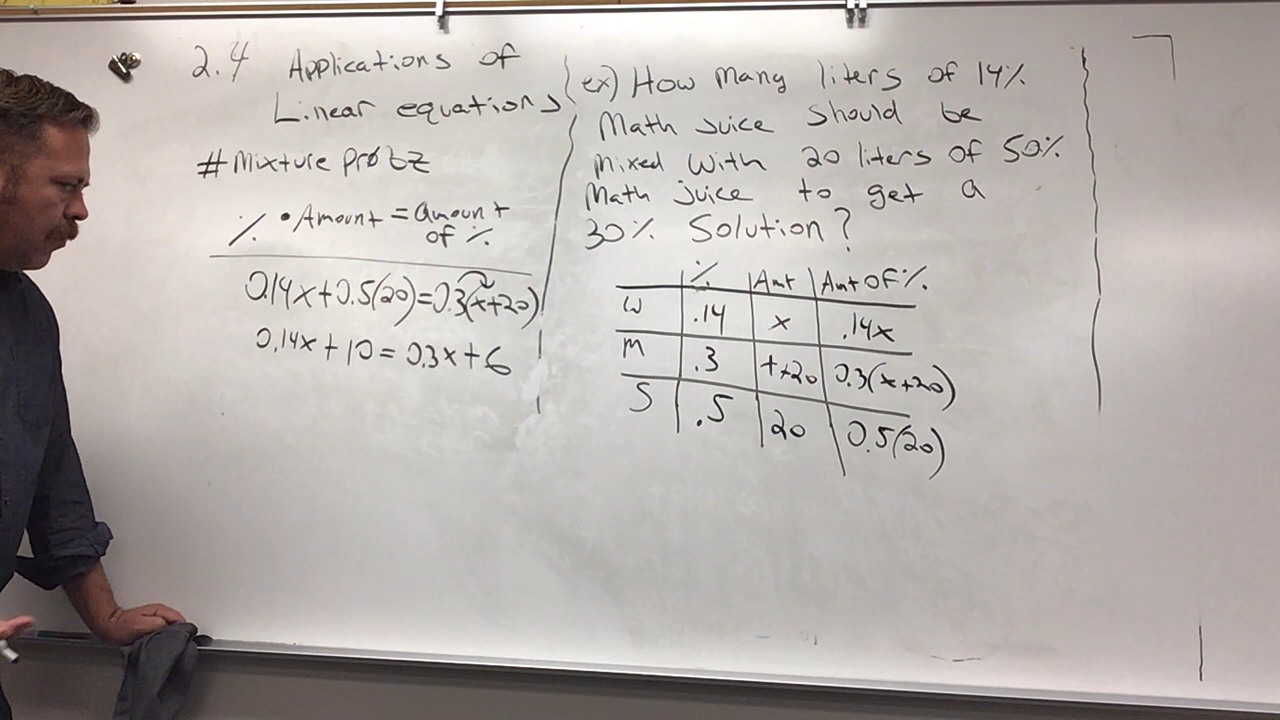 2.4 Applications of
Linear equations
# Mixture probz
% • Amount = amount
of %
0.14x+0.5(20)=0.3(x+20)
0.14x+10=0.3x+6
ex) How many liters of 14%
Math juice should be
mixed with 20 liters of 50%
Math juice to get a
30% Solution?
% Amt Amt OF %
W .14 x .14x
M .3 x+20 0.3(x+20)
S .5 20 0.5(20)